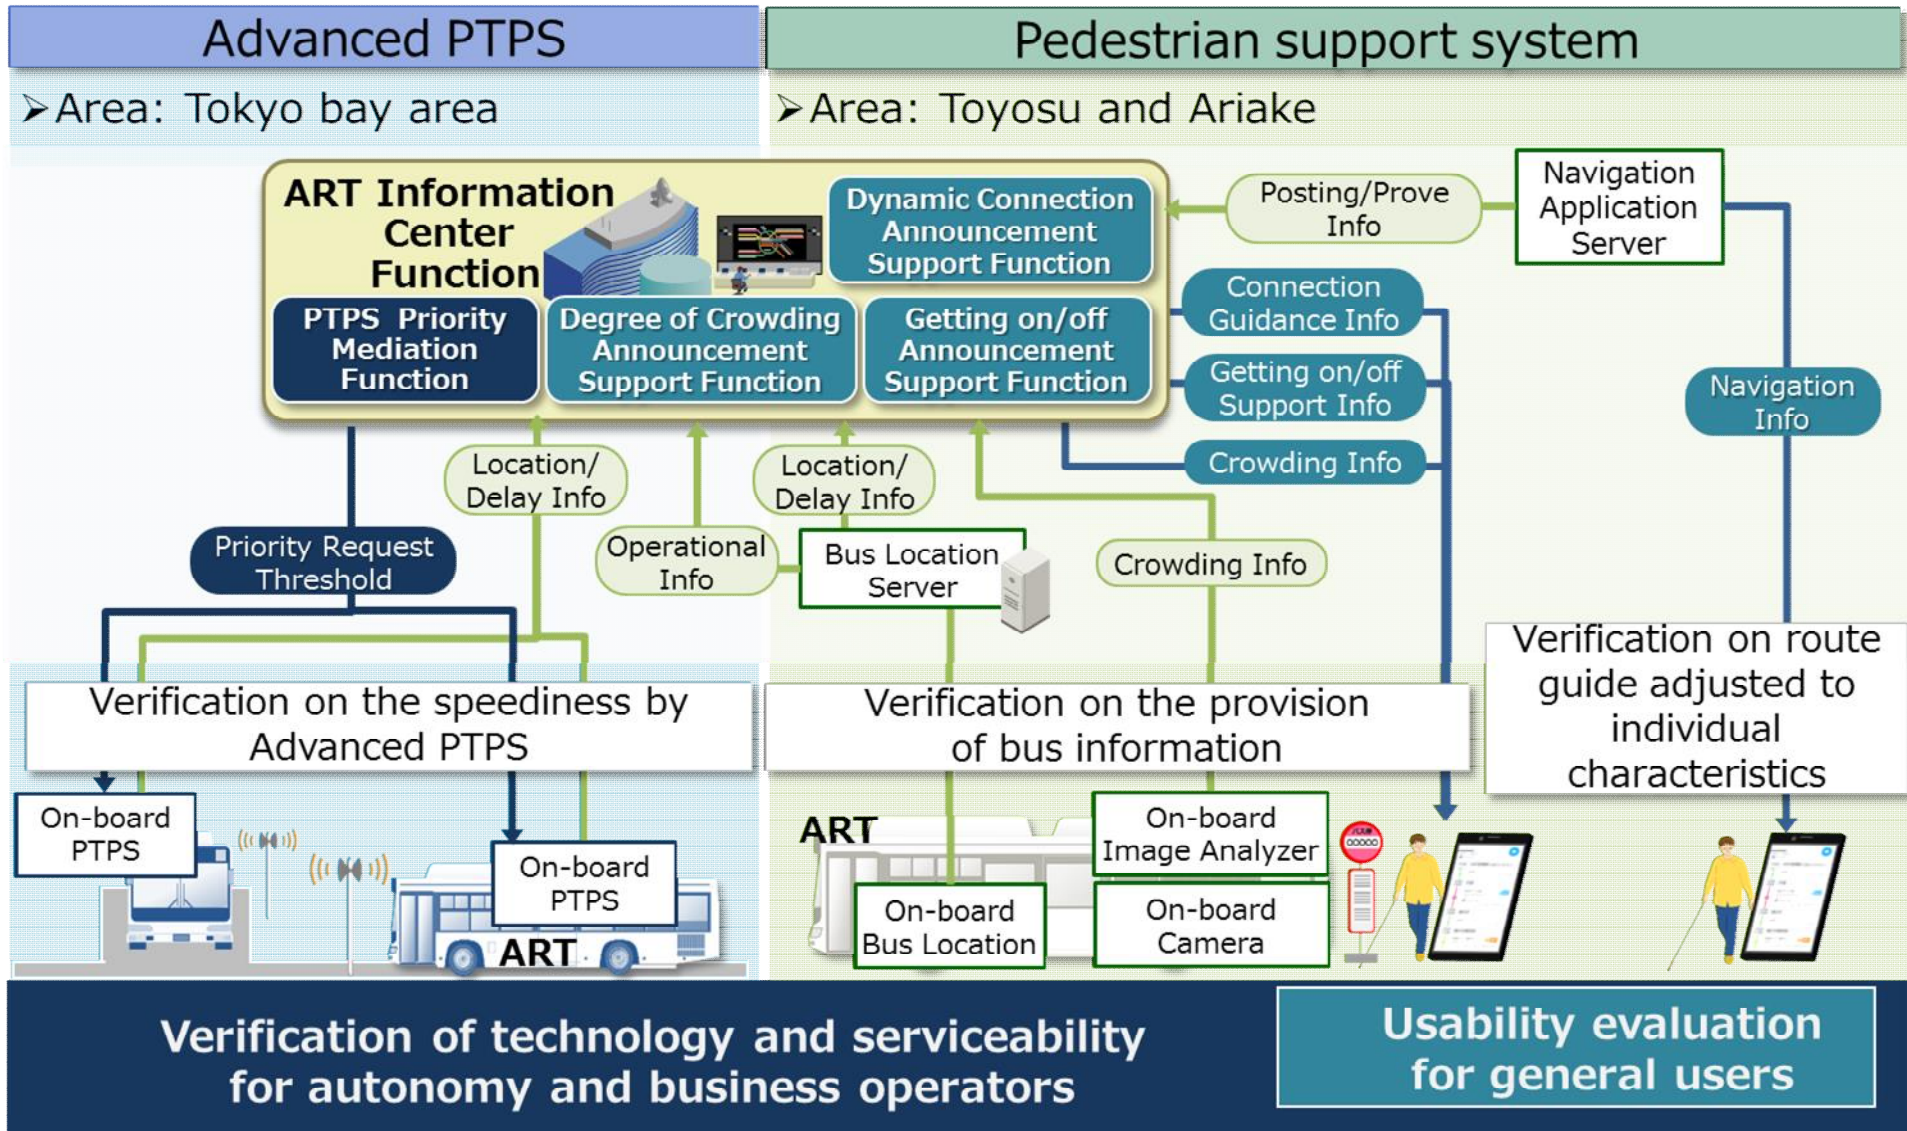 Advanced PTPS
Pedestrian support system
➢Area: Tokyo bay area
➢Area: Toyosu and Ariake
ART Information
Center
Function
Dynamic Connection
Announcement
Support Function
PTPS Priority
Mediation
Function
Degree of Crowding
Announcement
Support Function
Getting on/off
Announcement
Support Function
Posting/Prove
Info
Navigation
Application
Server
Connection
Guidance Info
Getting on/off
Support Info
Crowding Info
Navigation
Info
Location/
Delay Info
Location/
Delay Info
Priority Request
Threshold
Operational
Info
Bus Location
Server
Crowding Info
Verification on the speediness by
Advanced PTPS
Verification on the provision
of bus information
Verification on route
guide adjusted to
individual
characteristics
On-board
PTPS
On-board
PTPS
ART
ART
On-board
Image Analyzer
On-board
Bus Location
On-board
Camera
Verification of technology and serviceability
for autonomy and business operators
Usability evaluation
for general users